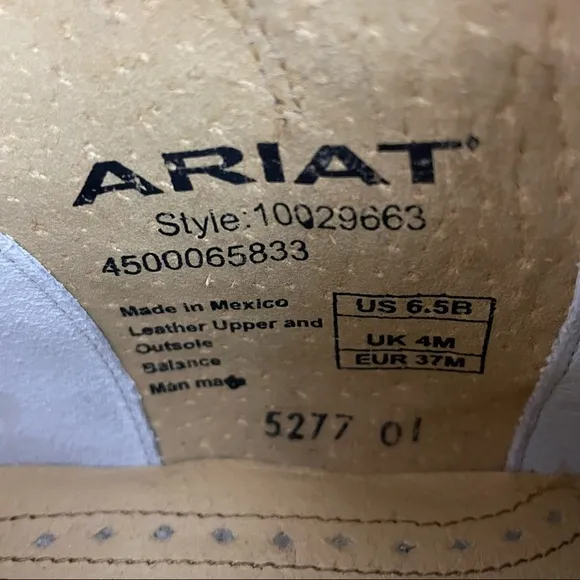 ARIAT
Style:10029663
4500065833
Made in Mexico
Leather Upper and
Outsole
Balance
Man
US 6.5B
UK 4M
EUR 37M
5277 01